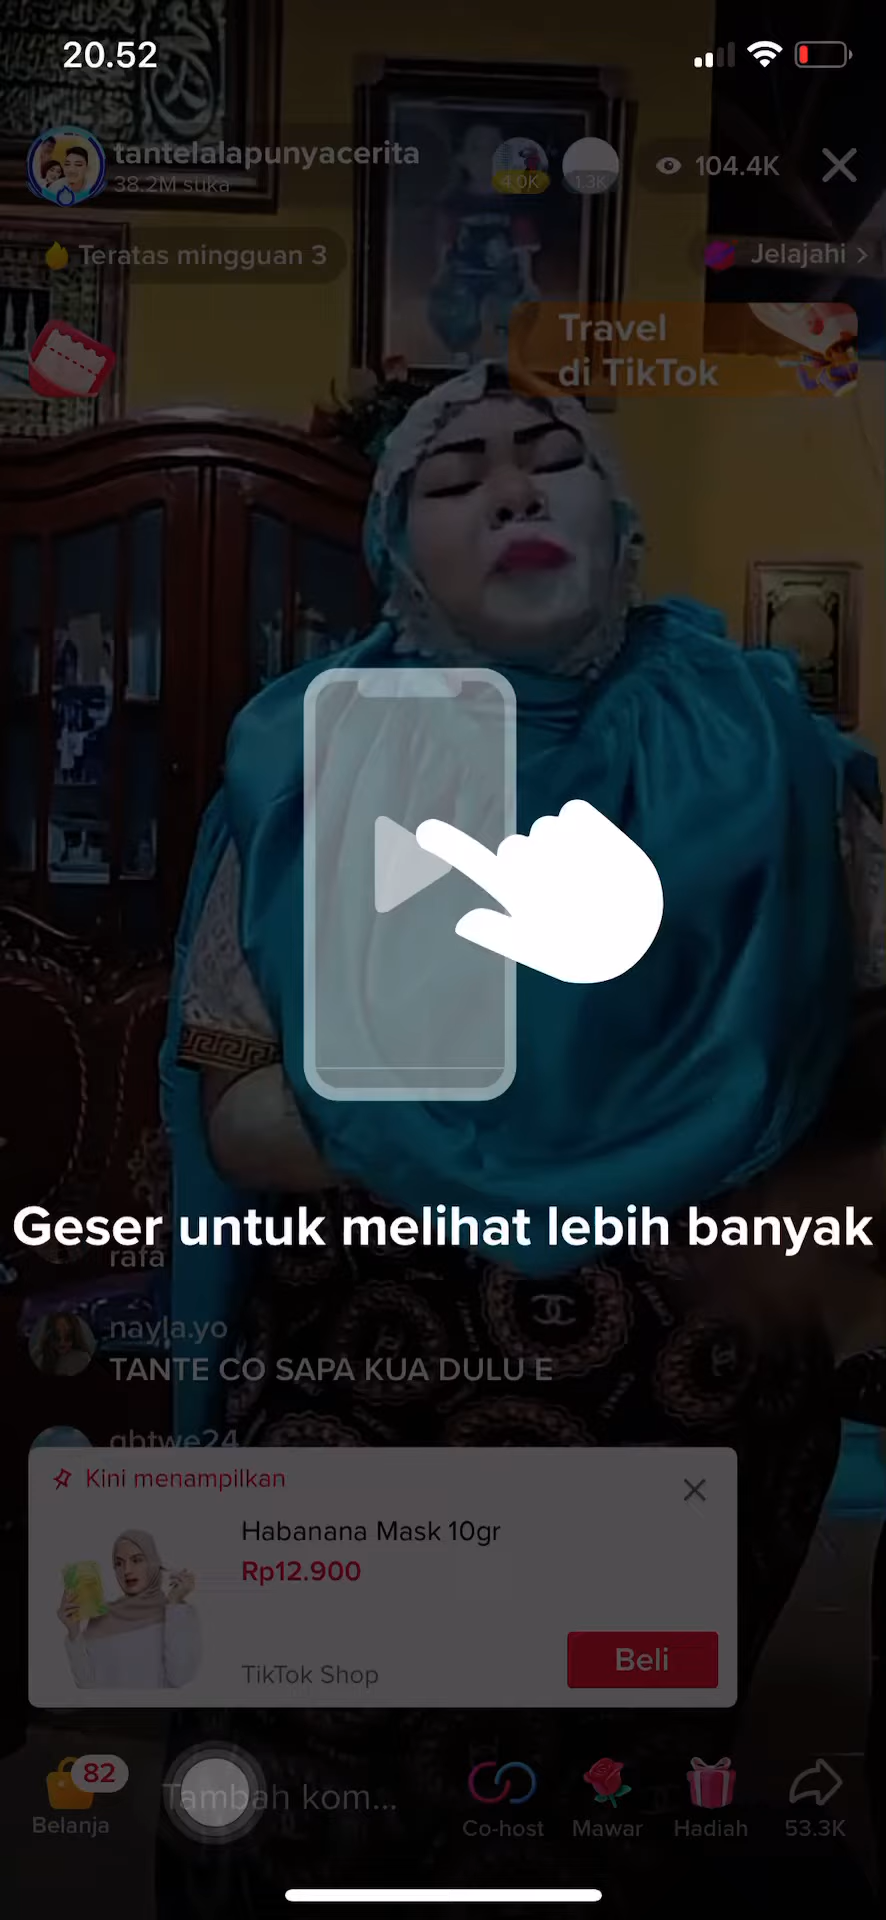 20.52
tantelalapunyacerita
38.2M suka
4.0K
1.3K
104.4K
Teratas mingguan 3
Jelajahi >
Travel
di TikTok
Geser untuk melihat lebih banyak
rafa
nayla.yo
TANTE CO SAPA KUA DULU E
gbtwe24
Kini menampilkan
Habanana Mask 10gr
Rp12.900
TikTok Shop
Beli
82
Belanja
Tambah kom...
Co-host
Mawar
Hadiah
53.3K